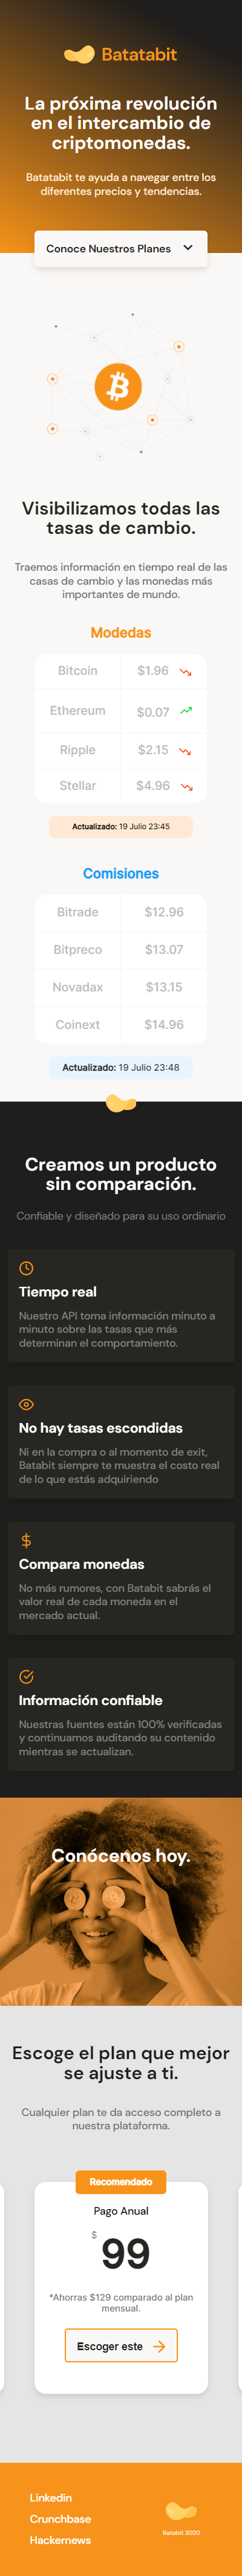 Batatabit
La próxima revolución
en el intercambio de
criptomonedas.
Batatabit te ayuda a navegar entre los
diferentes precios y tendencias.
Conoce Nuestros Planes
Visibilizamos todas las
tasas de cambio.
Traemos información en tiempo real de las
casas de cambio y las monedas más
importantes de mundo.
Modedas
Bitcoin $1.96
Ethereum $0.07
Ripple $2.15
Stellar $4.96
Actualizado: 19 Julio 23:45
Comisiones
Bitrade $12.96
Bitpreco $13.07
Novadax $13.15
Coinext $14.96
Actualizado: 19 Julio 23:48
Creamos un producto
sin comparación.
Confiable y diseñado para su uso ordinario
Tiempo real
Nuestro API toma información minuto a
minuto sobre las tasas que más
determinan el comportamiento.
No hay tasas escondidas
Ni en la compra o al momento de exit,
Batabit siempre te muestra el costo real
de lo que estás adquiriendo
Compara monedas
No más rumores, con Batabit sabrás el
valor real de cada moneda en el
mercado actual.
Información confiable
Nuestras fuentes están 100% verificadas
y continuamos auditando su contenido
mientras se actualizan.
Conócenos hoy.
Escoge el plan que mejor
se ajuste a ti.
Cualquier plan te da acceso completo a
nuestra plataforma.
Recomendado
Pago Anual
$ 99
*Ahorras $129 comparado al plan
mensual.
Escoger este
Linkedin
Crunchbase
Hackernews
Batabit 2020